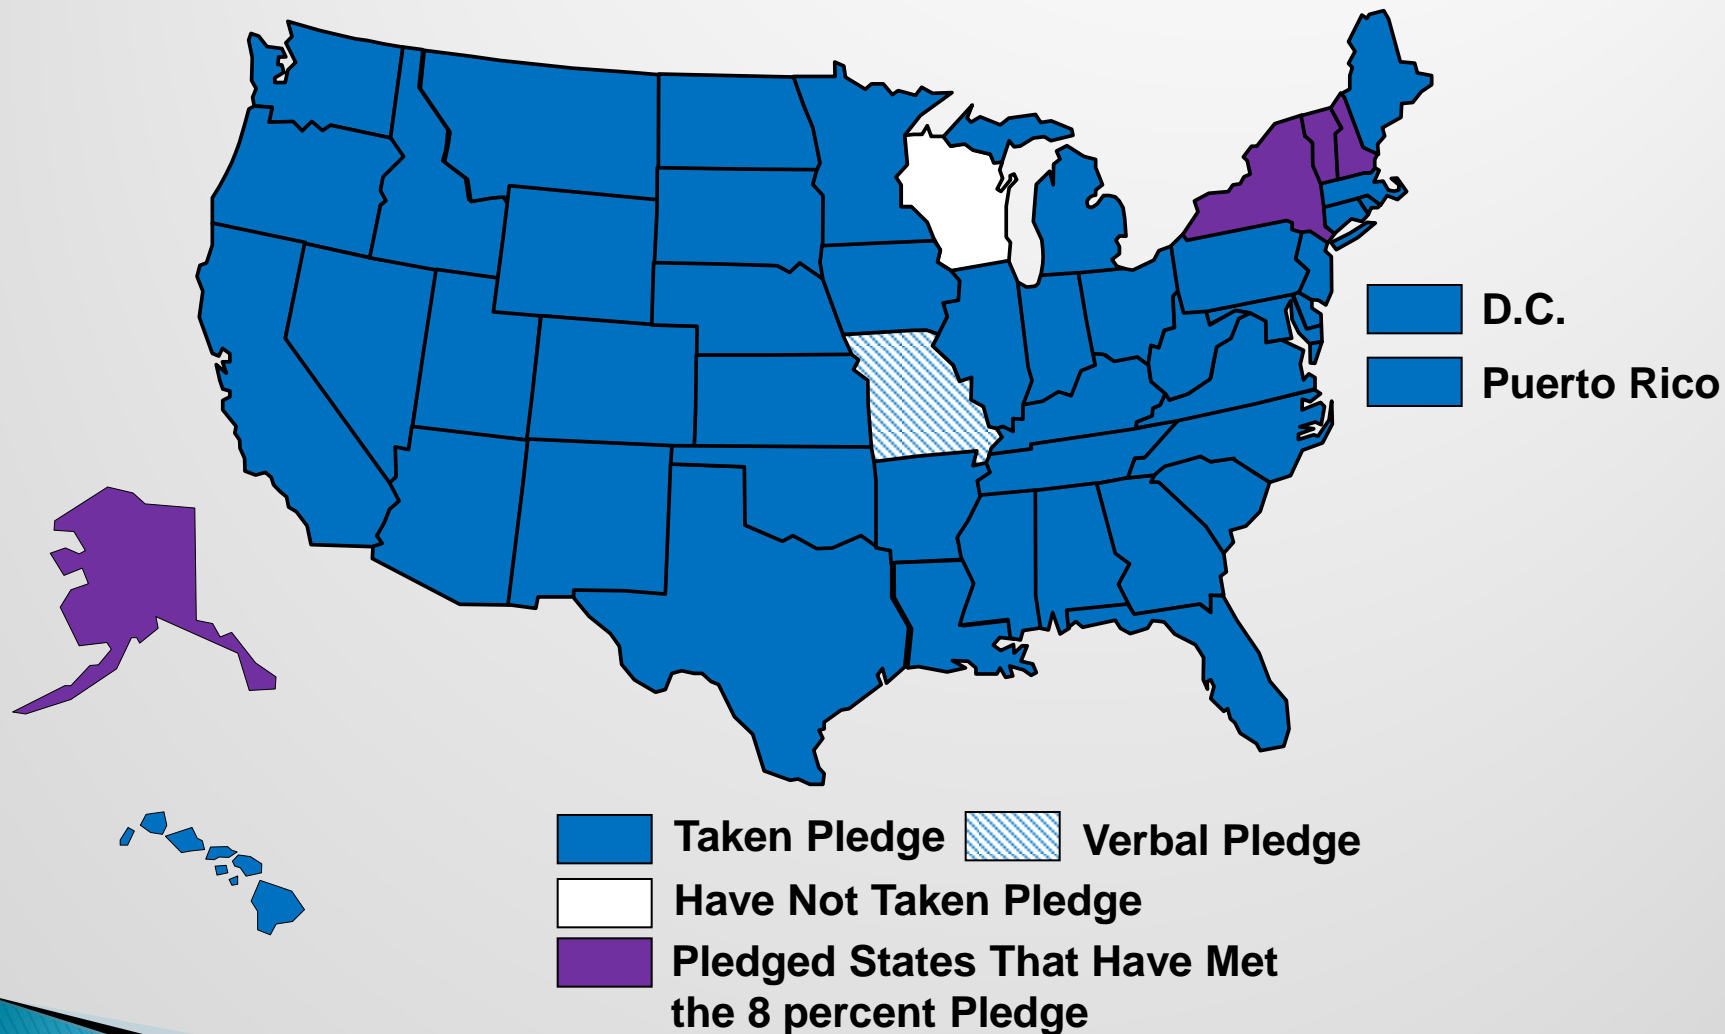 D.C.
Puerto Rico
Taken Pledge
Verbal Pledge
Have Not Taken Pledge
Pledged States That Have Met
the 8 percent Pledge